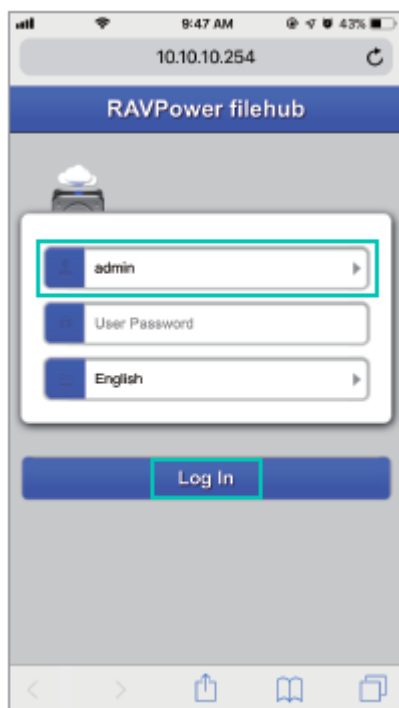 9:47 AM 43%
10.10.10.254
RAVPower filehub
admin
User Password
English
Log In